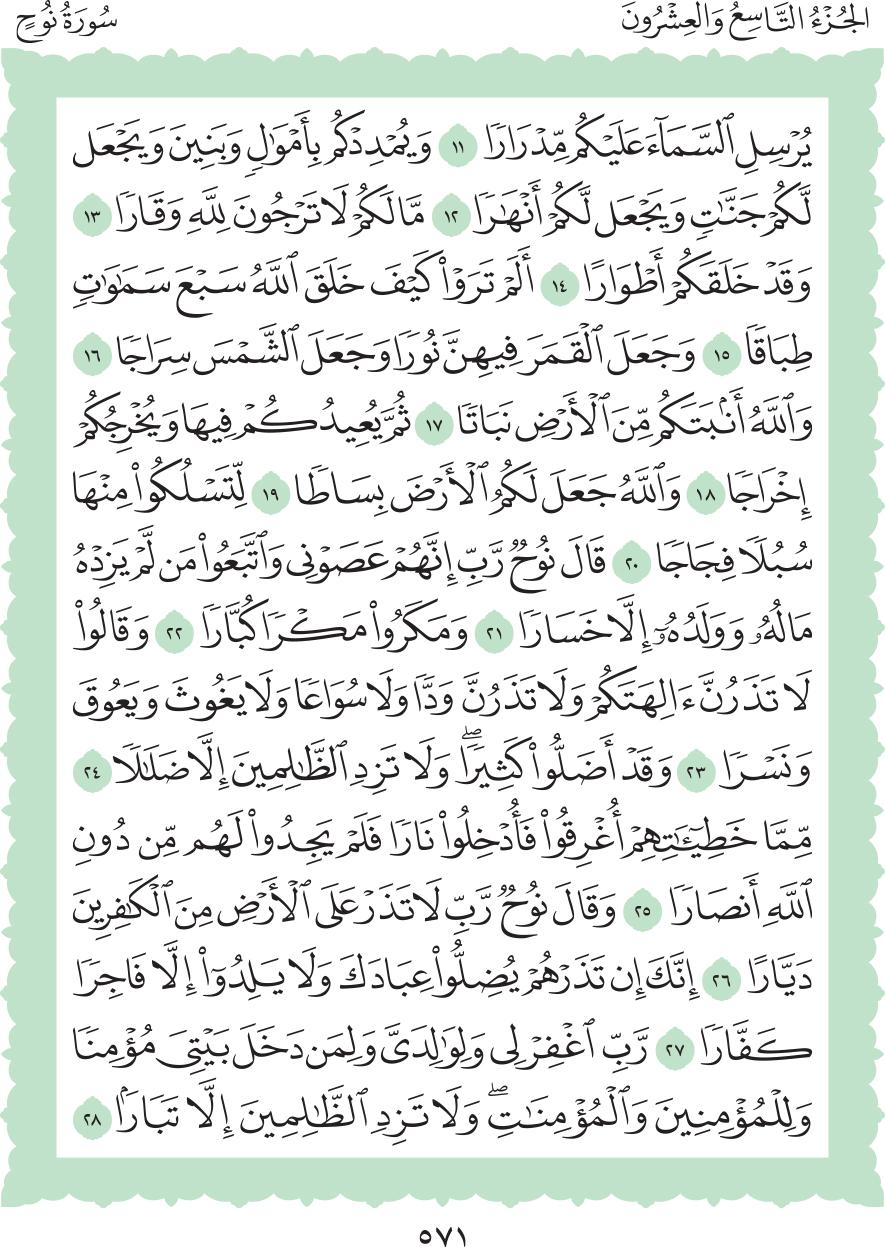 الجُزْءُ التَّاسِعُ وَالْعِشْرُونَ
سُورَةُ نُوحٍ
يُرْسِلِ ٱلسَّمَآءَ عَلَيْكُم مِّدْرَارًا ١١ وَيُمْدِدْكُم بِأَمْوَٰلٍ وَبَنِينَ وَيَجْعَل
لَّكُمْ جَنَّٰتٍ وَيَجْعَل لَّكُمْ أَنْهَٰرًا ١٢ مَّا لَكُمْ لَا تَرْجُونَ لِلَّهِ وَقَارًا ١٣
وَقَدْ خَلَقَكُمْ أَطْوَارًا ١٤ أَلَمْ تَرَوْا۟ كَيْفَ خَلَقَ ٱللَّهُ سَبْعَ سَمَٰوَٰتٍ
طِبَاقًا ١٥ وَجَعَلَ ٱلْقَمَرَ فِيهِنَّ نُورًا وَجَعَلَ ٱلشَّمْسَ سِرَاجًا ١٦
وَٱللَّهُ أَنۢبَتَكُم مِّنَ ٱلْأَرْضِ نَبَاتًا ١٧ ثُمَّ يُعِيدُكُمْ فِيهَا وَيُخْرِجُكُمْ
إِخْرَاجًا ١٨ وَٱللَّهُ جَعَلَ لَكُمُ ٱلْأَرْضَ بِسَاطًا ١٩ لِّتَسْلُكُوا۟ مِنْهَا
سُبُلًا فِجَاجًا ٢٠ قَالَ نُوحٌ رَّبِّ إِنَّهُمْ عَصَوْنِى وَٱتَّبَعُوا۟ مَن لَّمْ يَزِدْهُ
مَالُهُۥ وَوَلَدُهُۥٓ إِلَّا خَسَارًا ٢١ وَمَكَرُوا۟ مَكْرًا كُبَّارًا ٢٢ وَقَالُوا۟
لَا تَذَرُنَّ ءَالِهَتَكُمْ وَلَا تَذَرُنَّ وَدًّا وَلَا سُوَاعًا وَلَا يَغُوثَ وَيَعُوقَ
وَنَسْرًا ٢٣ وَقَدْ أَضَلُّوا۟ كَثِيرًا ۖ وَلَا تَزِدِ ٱلظَّٰلِمِينَ إِلَّا ضَلَٰلًا ٢٤
مِّمَّا خَطِيٓـَٰٔتِهِمْ أُغْرِقُوا۟ فَأُدْخِلُوا۟ نَارًا فَلَمْ يَجِدُوا۟ لَهُم مِّن دُونِ
ٱللَّهِ أَنصَارًا ٢٥ وَقَالَ نُوحٌ رَّبِّ لَا تَذَرْ عَلَى ٱلْأَرْضِ مِنَ ٱلْكَٰفِرِينَ
دَيَّارًا ٢٦ إِنَّكَ إِن تَذَرْهُمْ يُضِلُّوا۟ عِبَادَكَ وَلَا يَلِدُوٓا۟ إِلَّا فَاجِرًا
كَفَّارًا ٢٧ رَّبِّ ٱغْفِرْ لِى وَلِوَٰلِدَىَّ وَلِمَن دَخَلَ بَيْتِىَ مُؤْمِنًا
وَلِلْمُؤْمِنِينَ وَٱلْمُؤْمِنَٰتِ ۖ وَلَا تَزِدِ ٱلظَّٰلِمِينَ إِلَّا تَبَارًۢا ٢٨
٥٧١